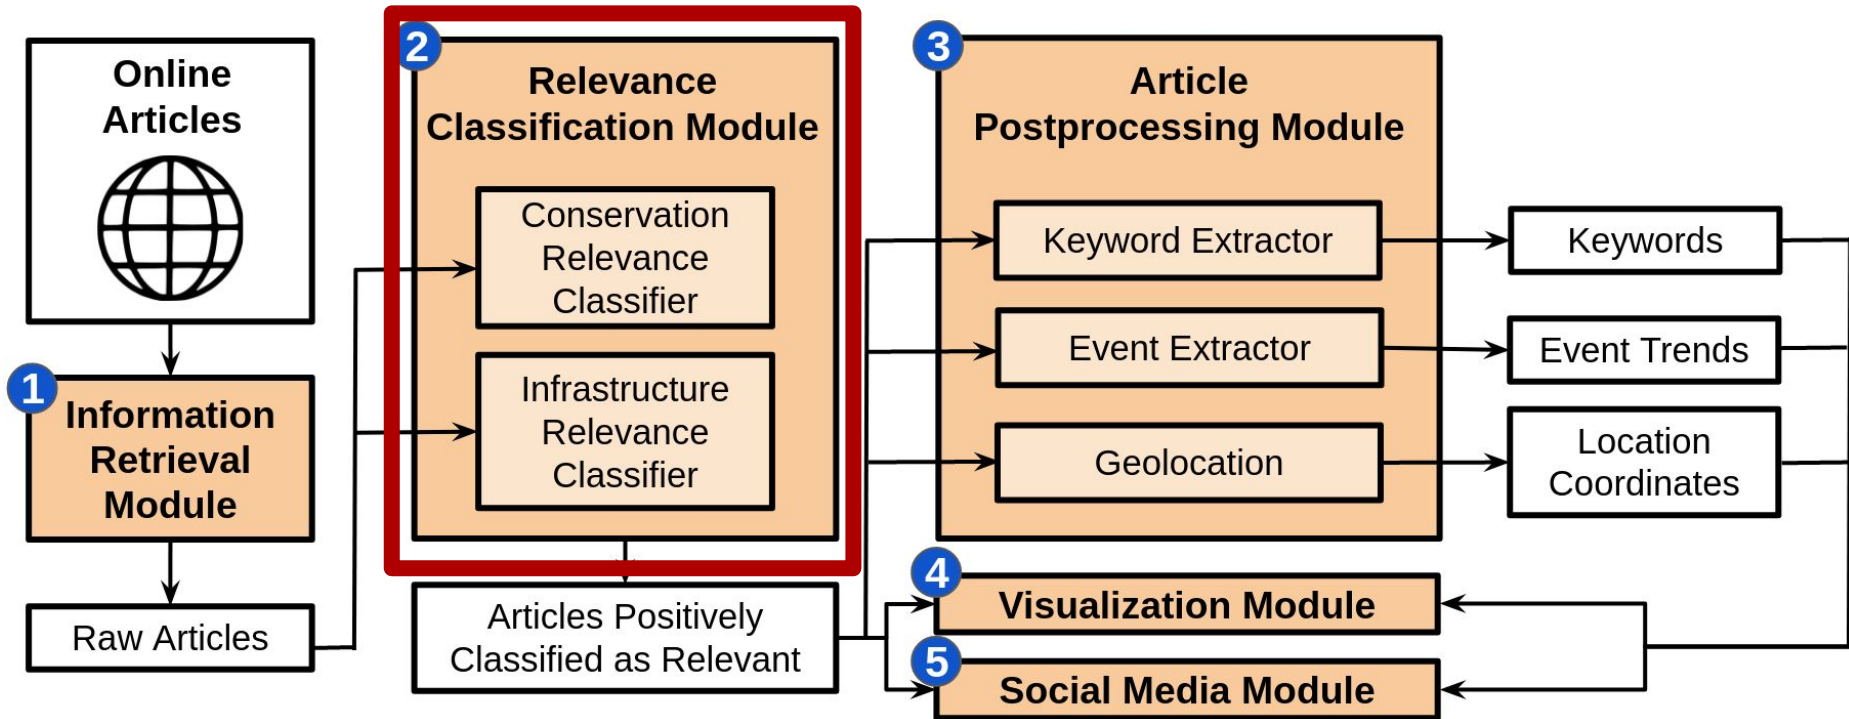 Online
Articles
1
Information
Retrieval
Module
Raw Articles
2
Relevance
Classification Module
Conservation
Relevance
Classifier
Infrastructure
Relevance
Classifier
Articles Positively
Classified as Relevant
3
Article
Postprocessing Module
Keyword Extractor
Event Extractor
Geolocation
Keywords
Event Trends
Location
Coordinates
4
Visualization Module
5
Social Media Module